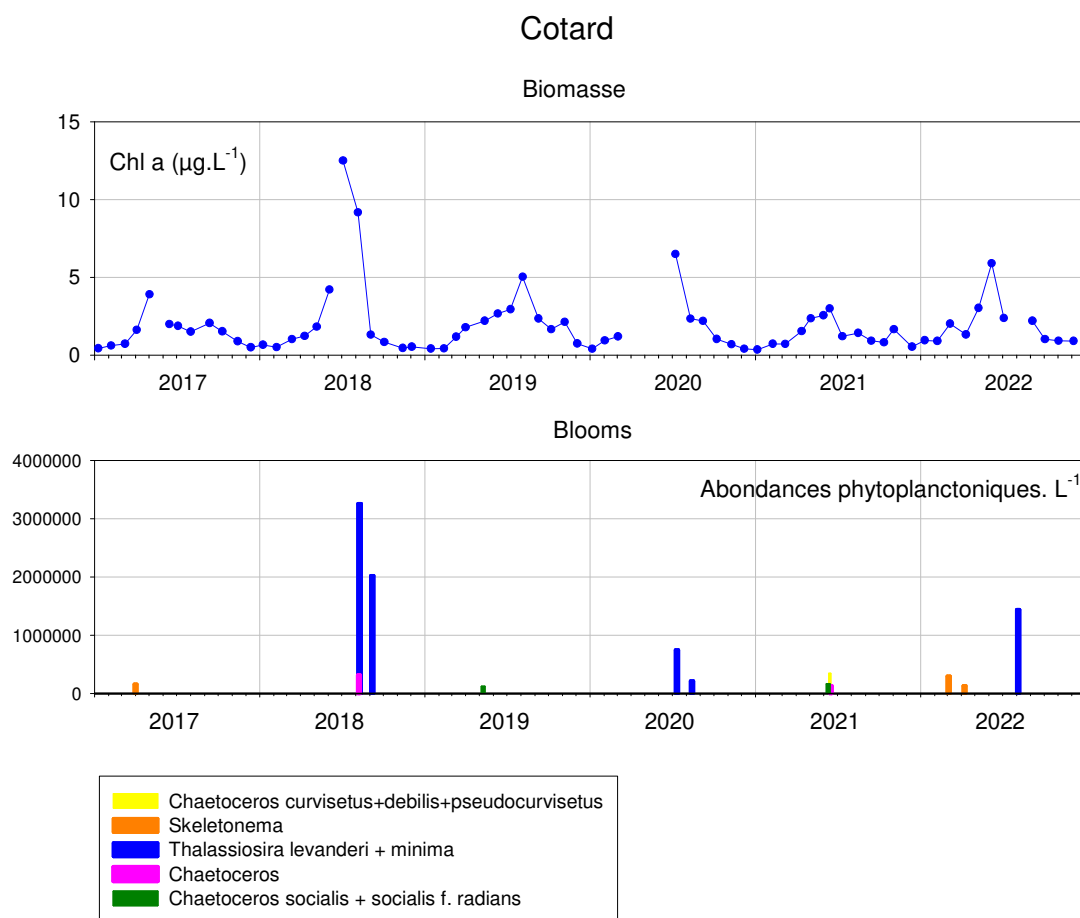 Cotard
Biomasse
15
Chl a (µg.L⁻¹)
10
5
0
2017 2018 2019 2020 2021 2022
Blooms
4000000
Abondances phytoplanctoniques. L⁻¹
3000000
2000000
1000000
0
2017 2018 2019 2020 2021 2022
Chaetoceros curvisetus+debilis+pseudocurvisetus
Skeletonema
Thalassiosira levanderi + minima
Chaetoceros
Chaetoceros socialis + socialis f. radians